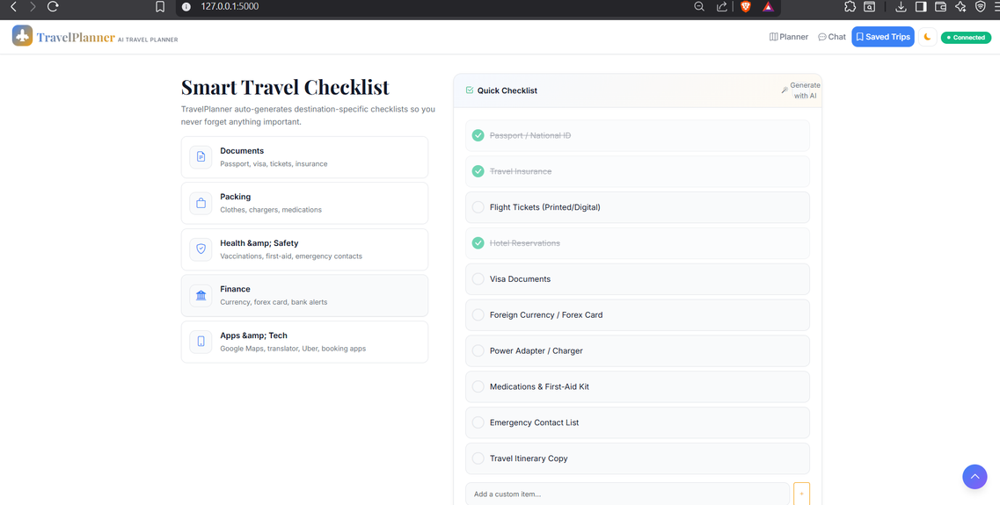 127.0.0.1:5000
TravelPlanner AI TRAVEL PLANNER
Planner
Chat
Saved Trips
Connected
Smart Travel Checklist
TravelPlanner auto-generates destination-specific checklists so you
never forget anything important.
Documents
Passport, visa, tickets, insurance
Packing
Clothes, chargers, medications
Health &amp; Safety
Vaccinations, first-aid, emergency contacts
Finance
Currency, forex card, bank alerts
Apps &amp; Tech
Google Maps, translator, Uber, booking apps
Quick Checklist
Generate
with AI
Passport / National ID
Travel Insurance
Flight Tickets (Printed/Digital)
Hotel Reservations
Visa Documents
Foreign Currency / Forex Card
Power Adapter / Charger
Medications & First-Aid Kit
Emergency Contact List
Travel Itinerary Copy
Add a custom item...
+